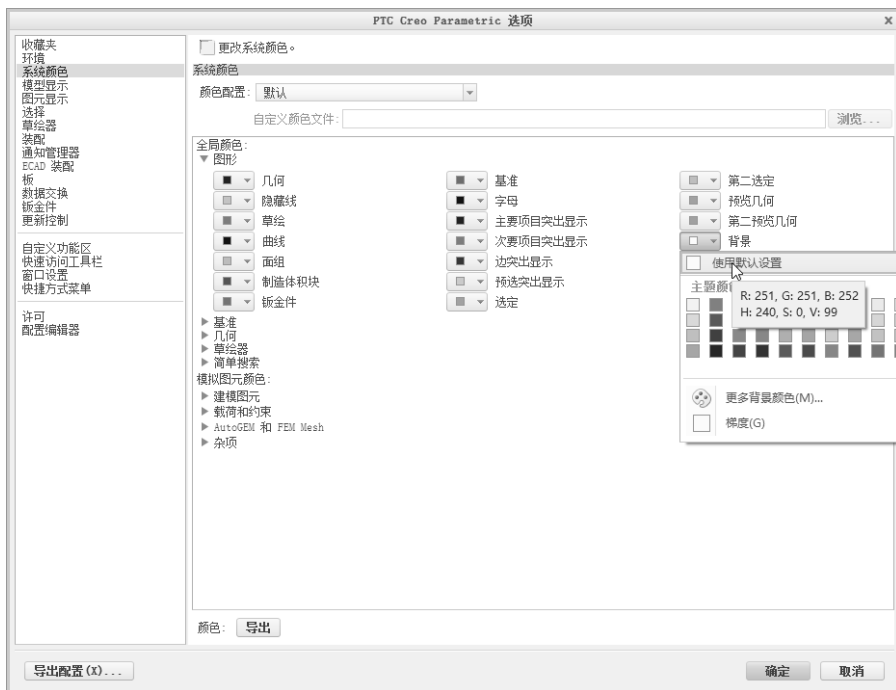 PTC Creo Parametric 选项
收藏夹
环境
系统颜色
模型显示
图元显示
选择
草绘器
装配
通知管理器
ECAD 装配
板
数据交换
钣金件
更新控制
自定义功能区
快速访问工具栏
窗口设置
快捷方式菜单
许可
配置编辑器
更改系统颜色。
系统颜色
颜色配置: 默认
自定义颜色文件: 浏览...
全局颜色:
图形
几何 基准 第二选定
隐藏线 字母 预览几何
草绘 主要项目突出显示 第二预览几何
曲线 次要项目突出显示 背景
面组 边突出显示
制造体积块 预选突出显示
钣金件 选定
使用默认设置
主题颜
R: 251, G: 251, B: 252
H: 240, S: 0, V: 99
更多背景颜色(M)...
梯度(G)
基准
几何
草绘器
简单搜索
模拟图元颜色:
建模图元
载荷和约束
AutoGEM 和 FEM Mesh
杂项
颜色: 导出
导出配置(X)... 确定 取消